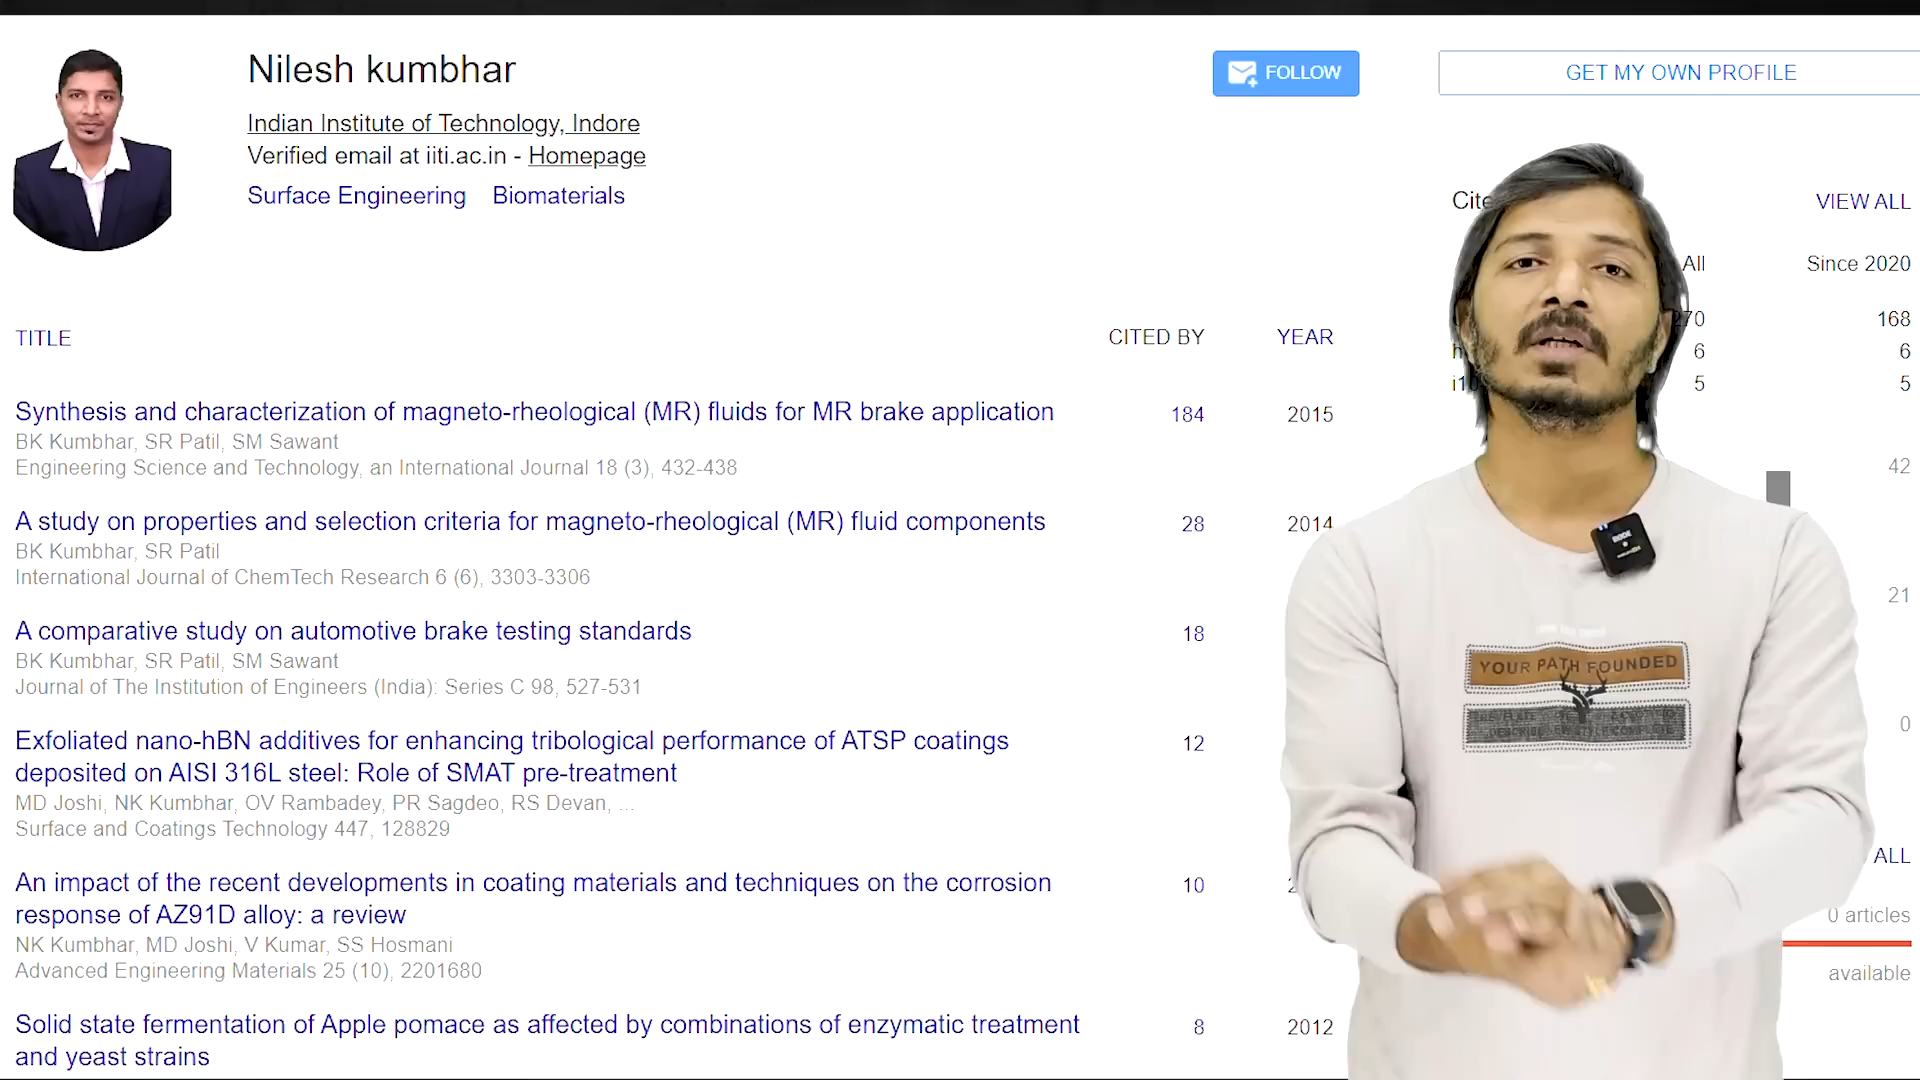 Nilesh kumbhar
FOLLOW
GET MY OWN PROFILE
Indian Institute of Technology, Indore
Verified email at iiti.ac.in - Homepage
Surface Engineering Biomaterials
VIEW ALL
All Since 2020
168
6 6
5 5
TITLE CITED BY YEAR
Synthesis and characterization of magneto-rheological (MR) fluids for MR brake application 184 2015
BK Kumbhar, SR Patil, SM Sawant
Engineering Science and Technology, an International Journal 18 (3), 432-438
A study on properties and selection criteria for magneto-rheological (MR) fluid components 28 2014
BK Kumbhar, SR Patil
International Journal of ChemTech Research 6 (6), 3303-3306
A comparative study on automotive brake testing standards 18
BK Kumbhar, SR Patil, SM Sawant
Journal of The Institution of Engineers (India): Series C 98, 527-531
Exfoliated nano-hBN additives for enhancing tribological performance of ATSP coatings 12
deposited on AISI 316L steel: Role of SMAT pre-treatment
MD Joshi, NK Kumbhar, OV Rambadey, PR Sagdeo, RS Devan, ...
Surface and Coatings Technology 447, 128829
An impact of the recent developments in coating materials and techniques on the corrosion 10
response of AZ91D alloy: a review
NK Kumbhar, MD Joshi, V Kumar, SS Hosmani
Advanced Engineering Materials 25 (10), 2201680
Solid state fermentation of Apple pomace as affected by combinations of enzymatic treatment 8 2012
and yeast strains
42
21
0
ALL
0 articles
available
RODE
YOUR PATH FOUNDED